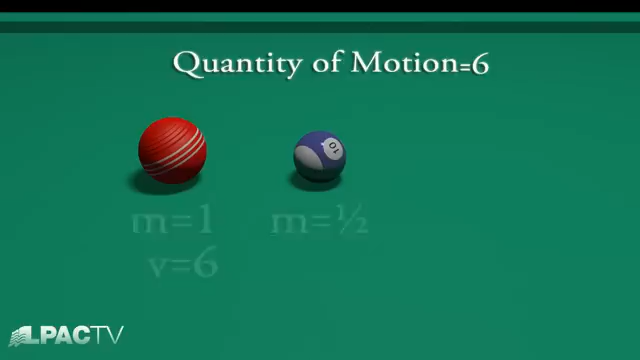 Quantity of Motion=6
10
m=1 m=½
v=6
LPACTV